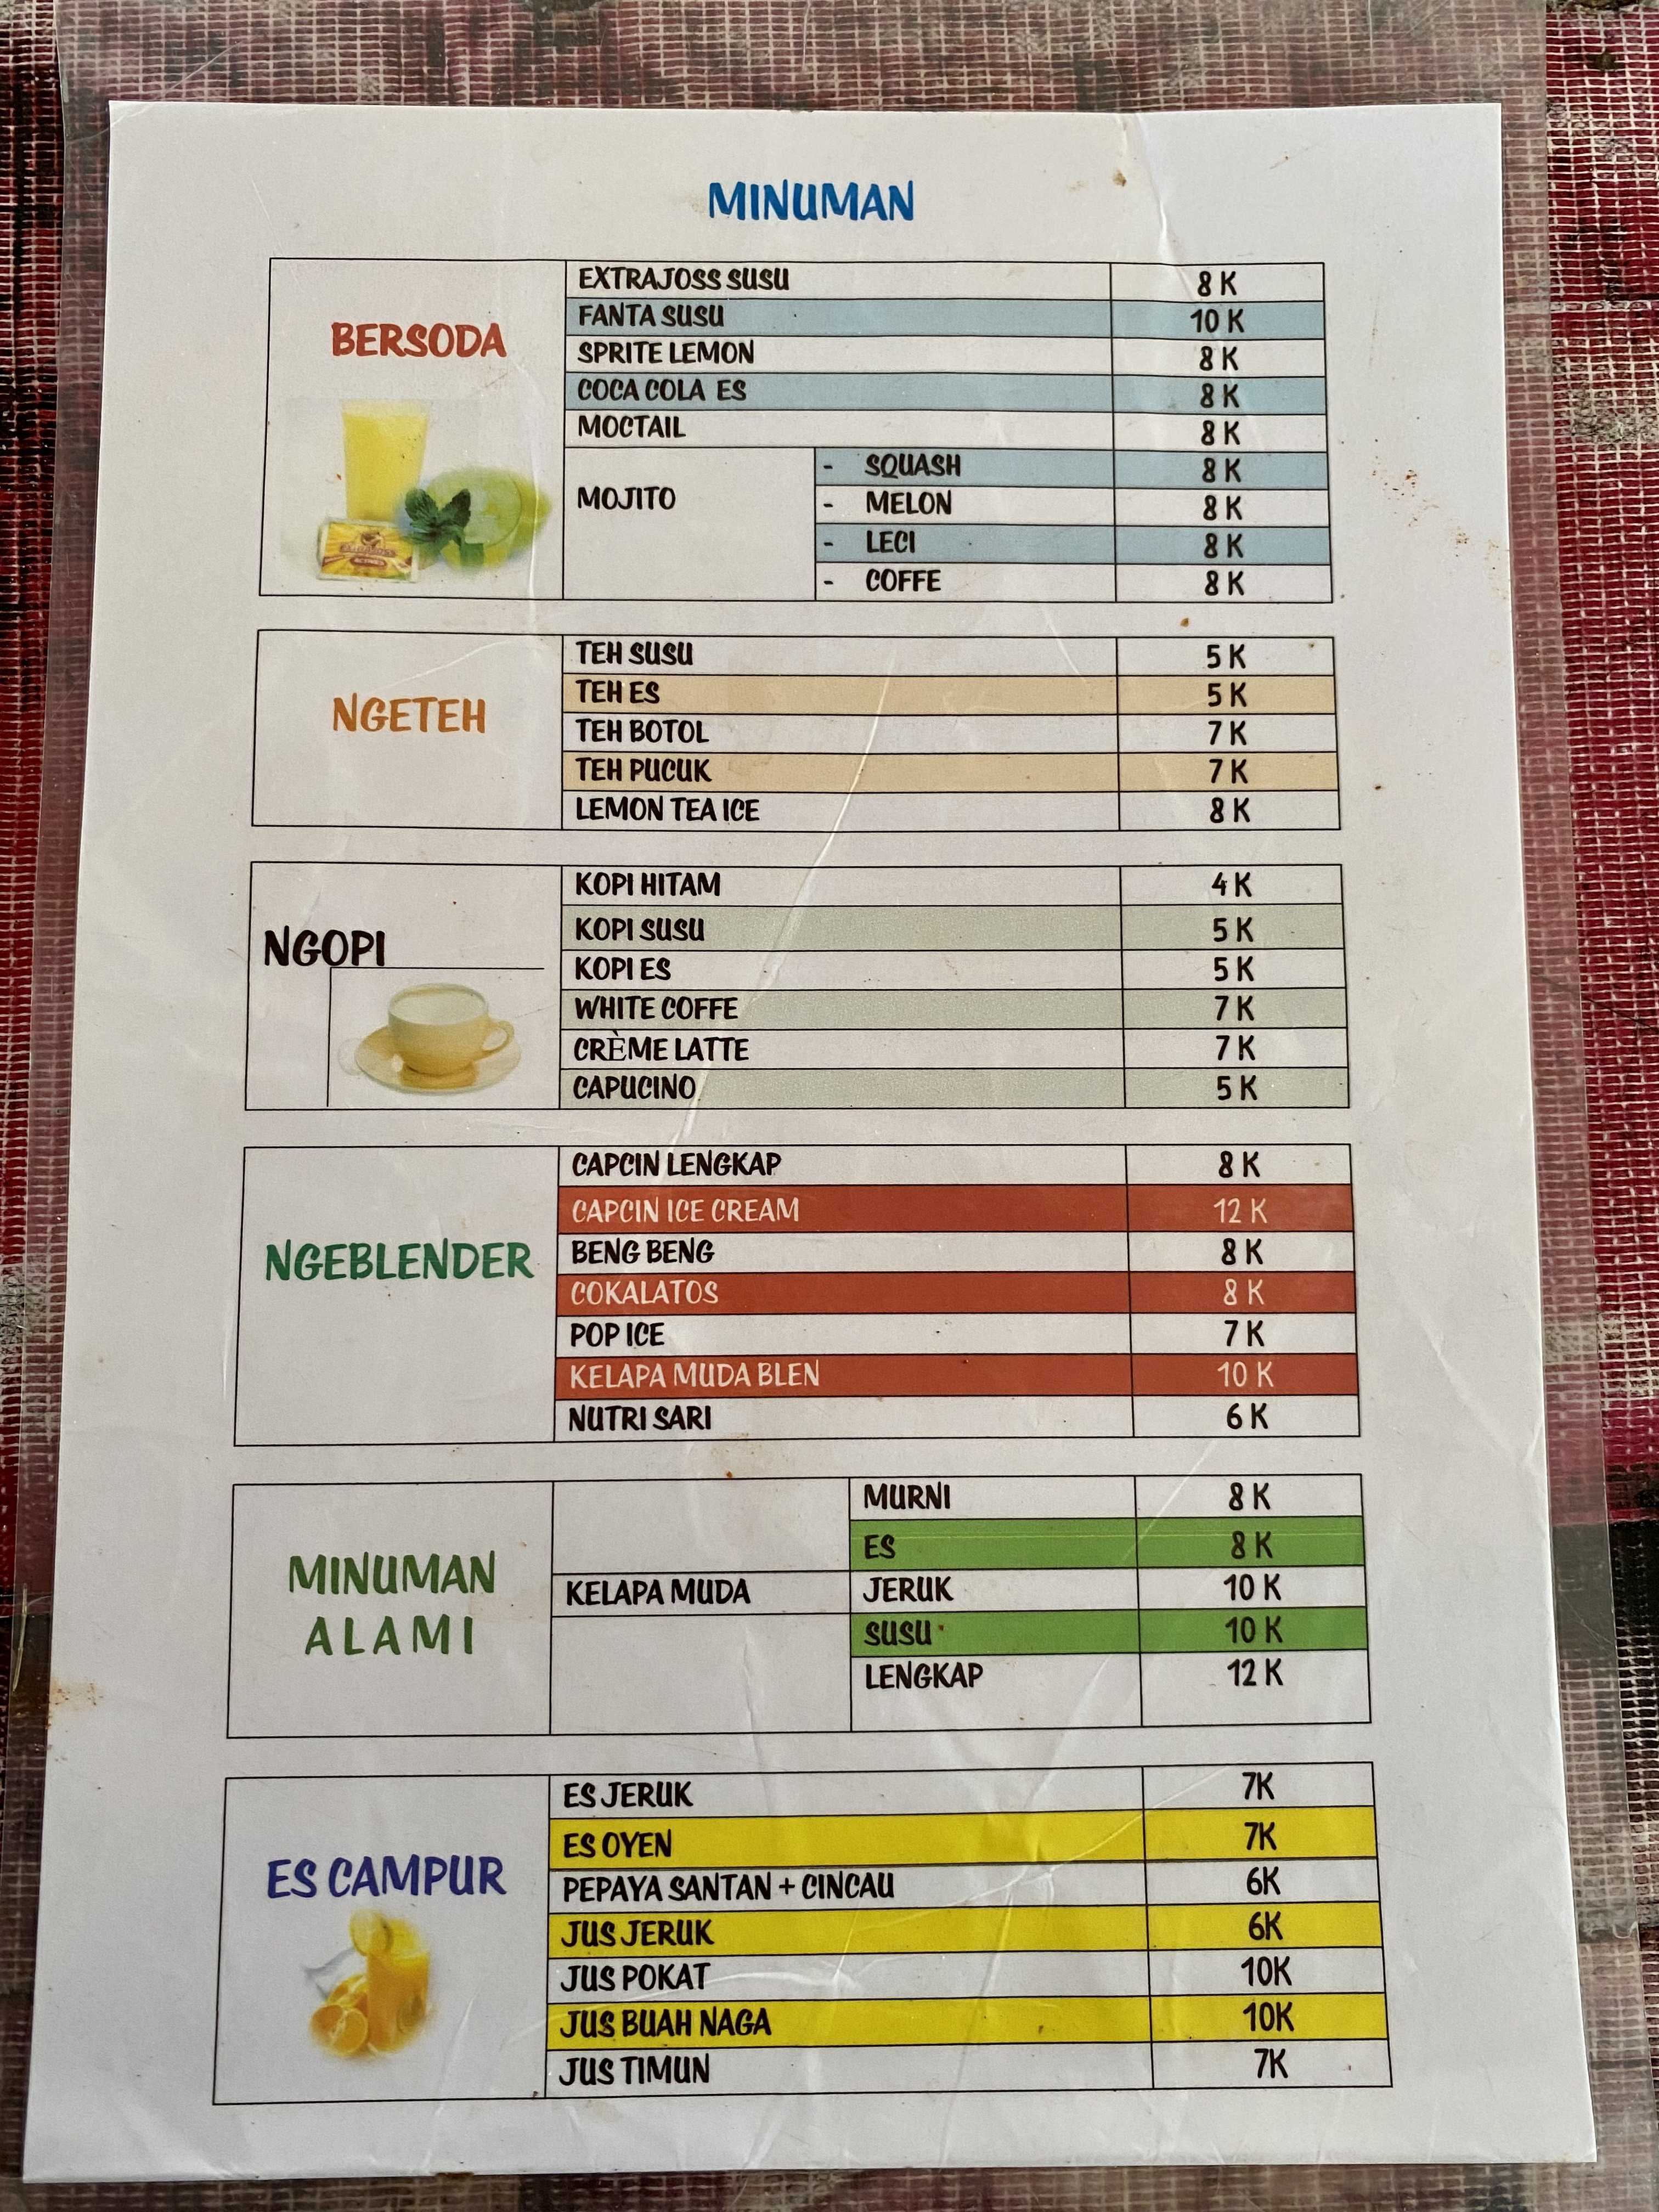 MINUMAN
BERSODA
EXTRAJOSS SUSU 8 K
FANTA SUSU 10 K
SPRITE LEMON 8 K
COCA COLA ES 8 K
MOCTAIL 8 K
MOJITO
- SQUASH 8 K
- MELON 8 K
- LECI 8 K
- COFFE 8 K
NGETEH
TEH SUSU 5 K
TEH ES 5 K
TEH BOTOL 7 K
TEH PUCUK 7 K
LEMON TEA ICE 8 K
NGOPI
KOPI HITAM 4 K
KOPI SUSU 5 K
KOPI ES 5 K
WHITE COFFE 7 K
CRÈME LATTE 7 K
CAPUCINO 5 K
NGEBLENDER
CAPCIN LENGKAP 8 K
CAPCIN ICE CREAM 12 K
BENG BENG 8 K
COKALATOS 8 K
POP ICE 7 K
KELAPA MUDA BLEN 10 K
NUTRI SARI 6 K
MINUMAN
ALAMI
KELAPA MUDA
MURNI 8 K
ES 8 K
JERUK 10 K
SUSU 10 K
LENGKAP 12 K
ES CAMPUR
ES JERUK 7K
ES OYEN 7K
PEPAYA SANTAN + CINCAU 6K
JUS JERUK 6K
JUS POKAT 10K
JUS BUAH NAGA 10K
JUS TIMUN 7K